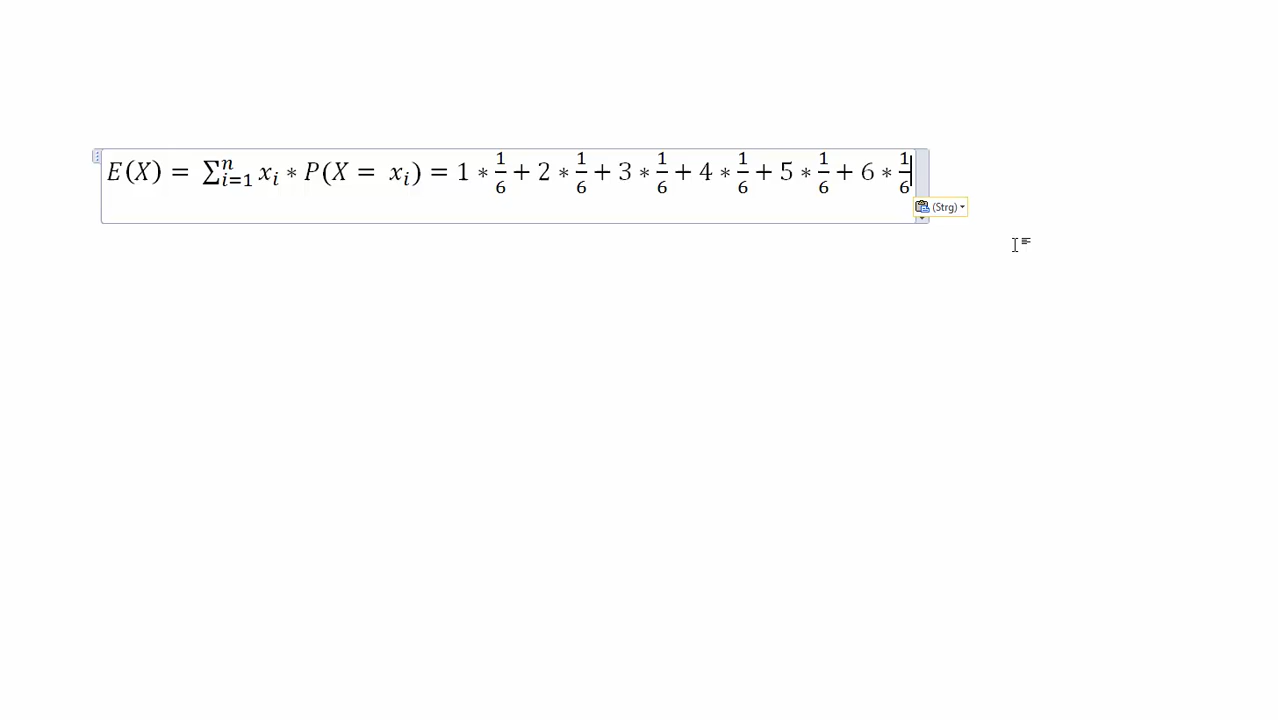 E(X) = ∑ⁿᵢ₌₁ xᵢ * P(X = xᵢ) = 1 * 1/6 + 2 * 1/6 + 3 * 1/6 + 4 * 1/6 + 5 * 1/6 + 6 * 1/6
(Strg)